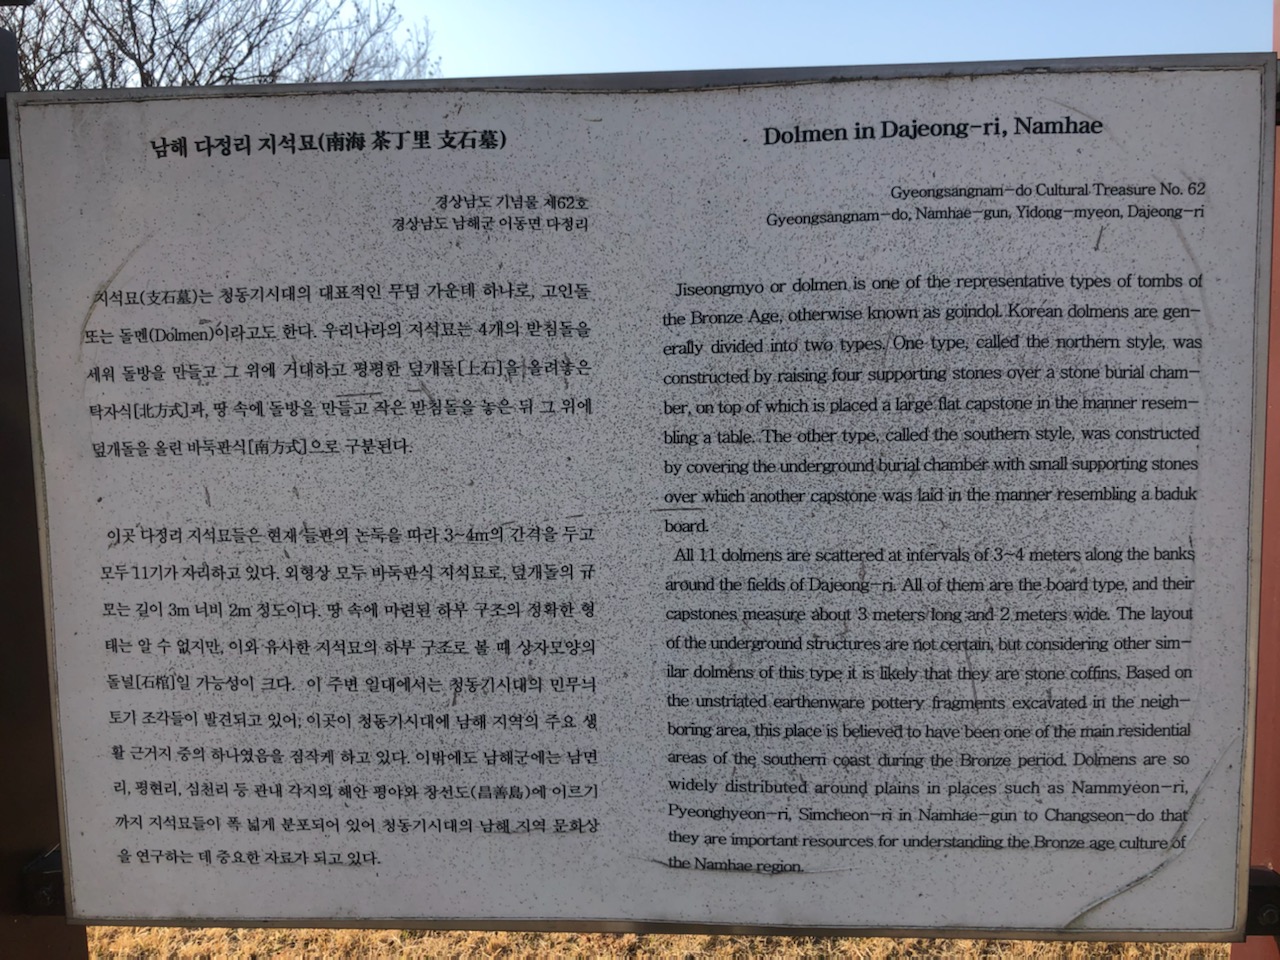 남해 다정리 지석묘(南海 茶丁里 支石墓)
경상남도 기념물 제62호
경상남도 남해군 이동면 다정리
지석묘(支石墓)는 청동기시대의 대표적인 무덤 가운데 하나로, 고인돌
또는 돌멘(Dolmen)이라고도 한다. 우리나라의 지석묘는 4개의 받침돌을
세워 돌방을 만들고 그 위에 거대하고 평평한 덮개돌[上石]을 올려놓은
탁자식[北方式]과, 땅 속에 돌방을 만들고 작은 받침돌을 놓은 뒤 그 위에
덮개돌을 올린 바둑판식[南方式]으로 구분된다.
이곳 다정리 지석묘들은 현재 들판의 논둑을 따라 3~4m의 간격을 두고
모두 11기가 자리하고 있다. 외형상 모두 바둑판식 지석묘로, 덮개돌의 규
모는 길이 3m 너비 2m 정도이다. 땅 속에 마련된 하부 구조의 정확한 형
태는 알 수 없지만, 이와 유사한 지석묘의 하부 구조로 볼 때 상자모양의
돌널[石棺]일 가능성이 크다. 이 주변 일대에서는 청동기시대의 민무늬
토기 조각들이 발견되고 있어, 이곳이 청동기시대에 남해 지역의 주요 생
활 근거지 중의 하나였음을 짐작케 하고 있다. 이밖에도 남해군에는 남면
리, 평현리, 심천리 등 관내 각지의 해안 평야와 창선도(昌善島)에 이르기
까지 지석묘들이 폭 넓게 분포되어 있어 청동기시대의 남해 지역 문화상
을 연구하는 데 중요한 자료가 되고 있다.
Dolmen in Dajeong-ri, Namhae
Gyeongsangnam-do Cultural Treasure No. 62
Gyeongsangnam-do, Namhae-gun, Yidong-myeon, Dajeong-ri
Jiseongmyo or dolmen is one of the representative types of tombs of
the Bronze Age, otherwise known as goindol. Korean dolmens are gen-
erally divided into two types. One type, called the northern style, was
constructed by raising four supporting stones over a stone burial cham-
ber, on top of which is placed a large flat capstone in the manner resem-
bling a table. The other type, called the southern style, was constructed
by covering the underground burial chamber with small supporting stones
over which another capstone was laid in the manner resembling a baduk
board.
All 11 dolmens are scattered at intervals of 3~4 meters along the banks
around the fields of Dajeong-ri. All of them are the board type, and their
capstones measure about 3 meters long and 2 meters wide. The layout
of the underground structures are not certain, but considering other sim-
ilar dolmens of this type it is likely that they are stone coffins. Based on
the unstriated earthenware pottery fragments excavated in the neigh-
boring area, this place is believed to have been one of the main residential
areas of the southern coast during the Bronze period. Dolmens are so
widely distributed around plains in places such as Nammyeon-ri,
Pyeonghyeon-ri, Simcheon-ri in Namhae-gun to Changseon-do that
they are important resources for understanding the Bronze age culture of
the Namhae region.